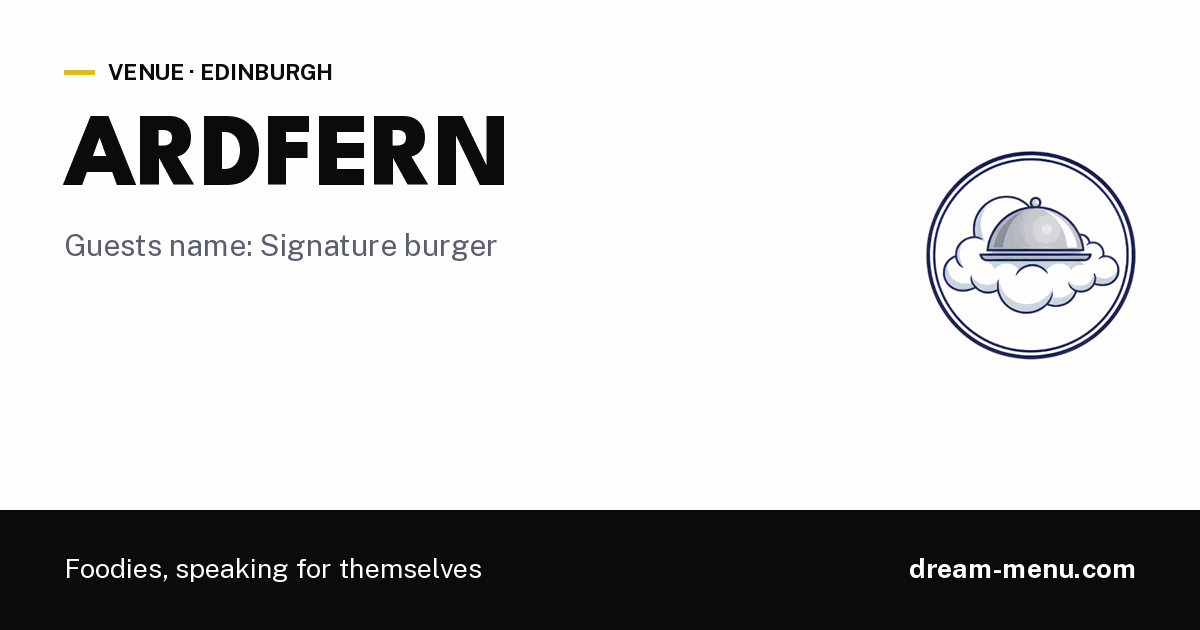 VENUE · EDINBURGH
ARDFERN
Guests name: Signature burger
Foodies, speaking for themselves
dream-menu.com